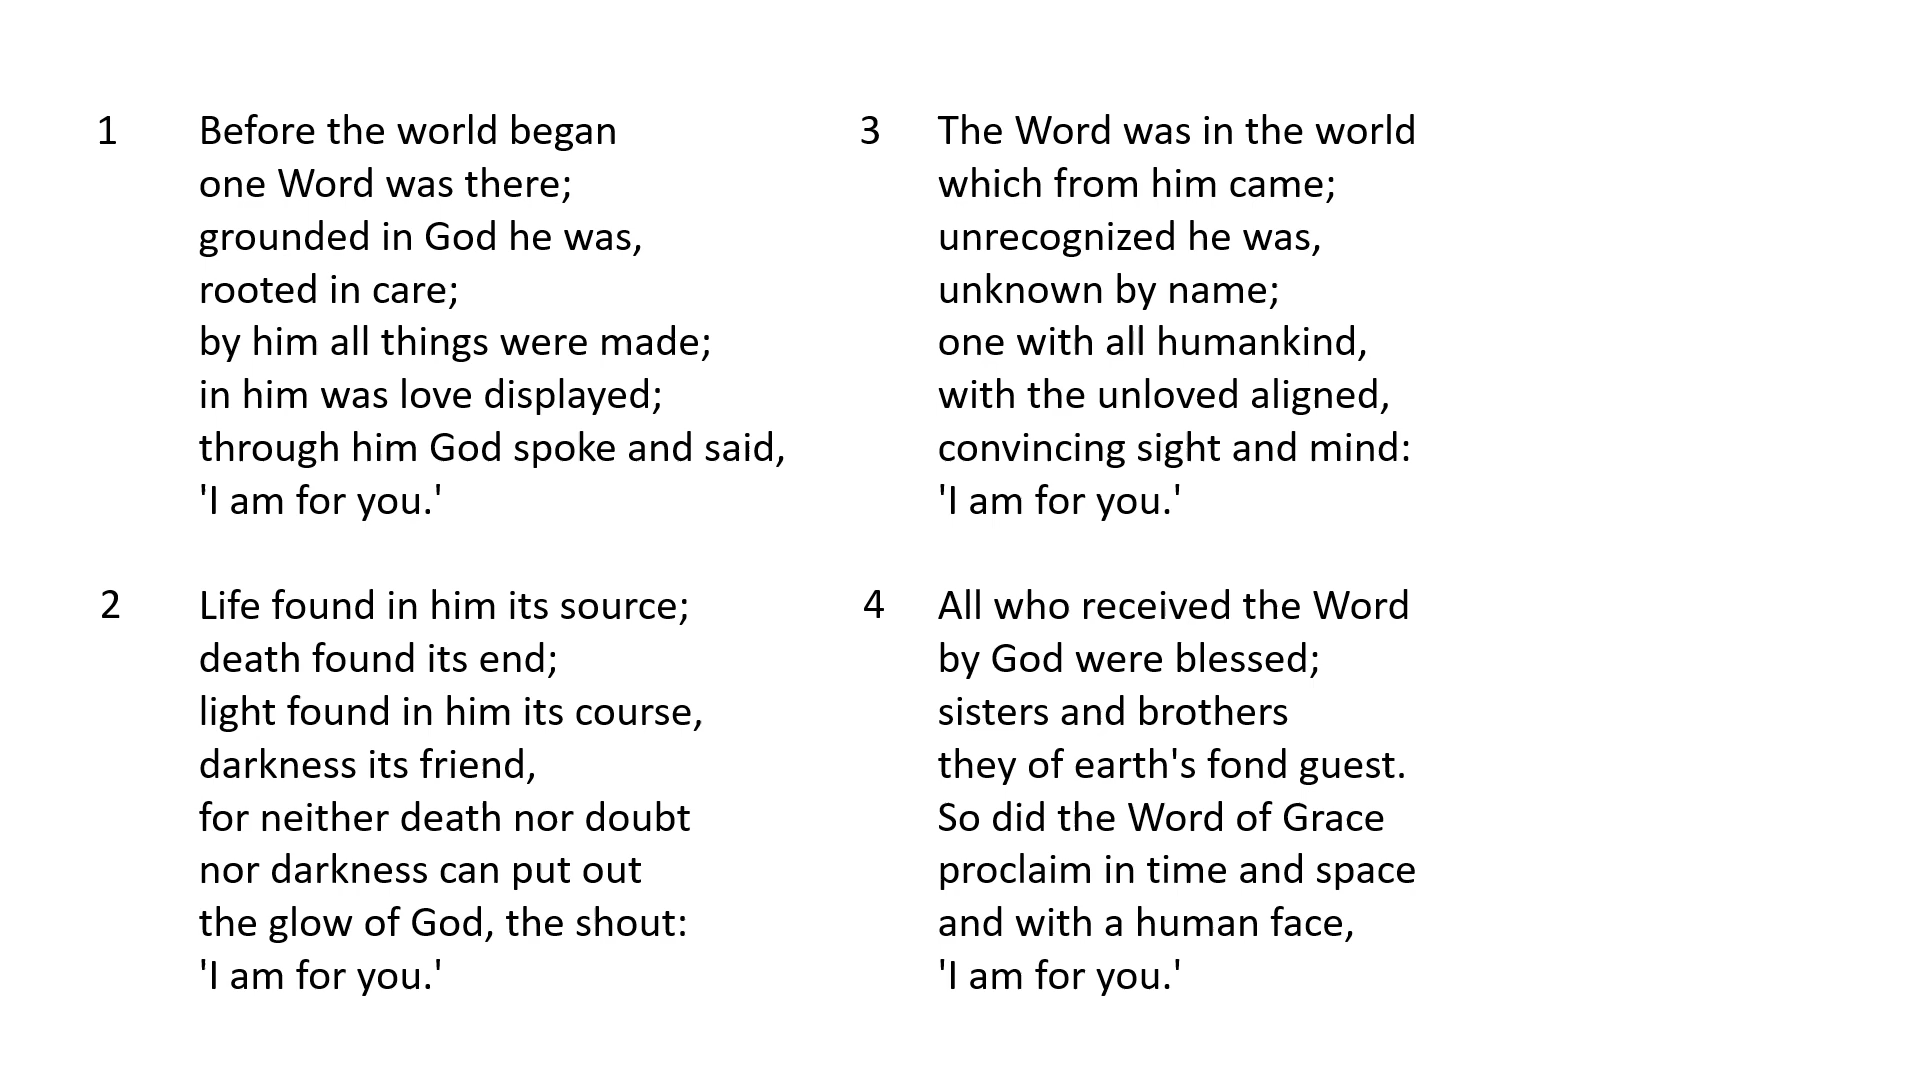 1 Before the world began
one Word was there;
grounded in God he was,
rooted in care;
by him all things were made;
in him was love displayed;
through him God spoke and said,
'I am for you.'
2 Life found in him its source;
death found its end;
light found in him its course,
darkness its friend,
for neither death nor doubt
nor darkness can put out
the glow of God, the shout:
'I am for you.'
3 The Word was in the world
which from him came;
unrecognized he was,
unknown by name;
one with all humankind,
with the unloved aligned,
convincing sight and mind:
'I am for you.'
4 All who received the Word
by God were blessed;
sisters and brothers
they of earth's fond guest.
So did the Word of Grace
proclaim in time and space
and with a human face,
'I am for you.'